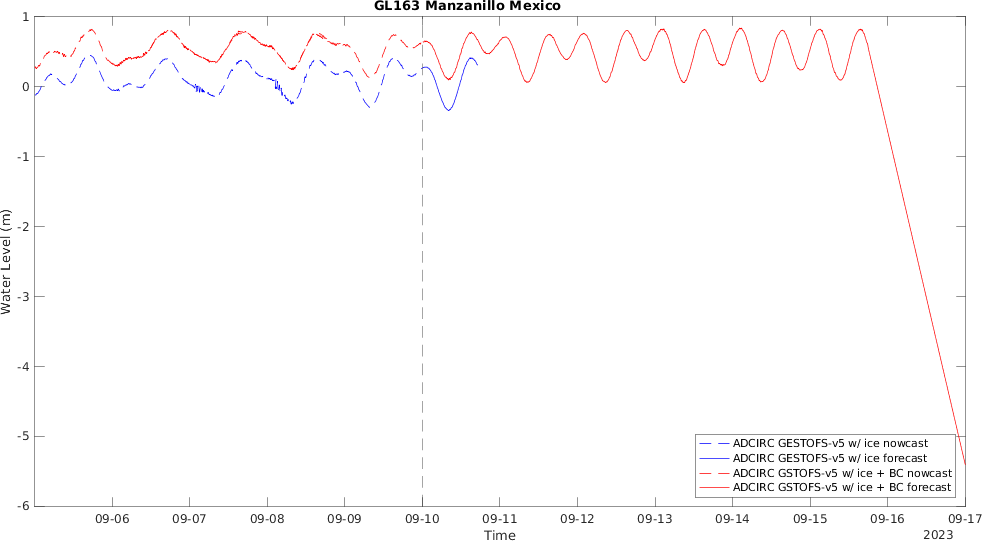 GL163 Manzanillo Mexico
Water Level (m)
1
0
-1
-2
-3
-4
-5
-6
ADCIRC GESTOFS-v5 w/ ice nowcast
ADCIRC GESTOFS-v5 w/ ice forecast
ADCIRC GSTOFS-v5 w/ ice + BC nowcast
ADCIRC GSTOFS-v5 w/ ice + BC forecast
09-06 09-07 09-08 09-09 09-10 09-11 09-12 09-13 09-14 09-15 09-16 09-17
Time
2023